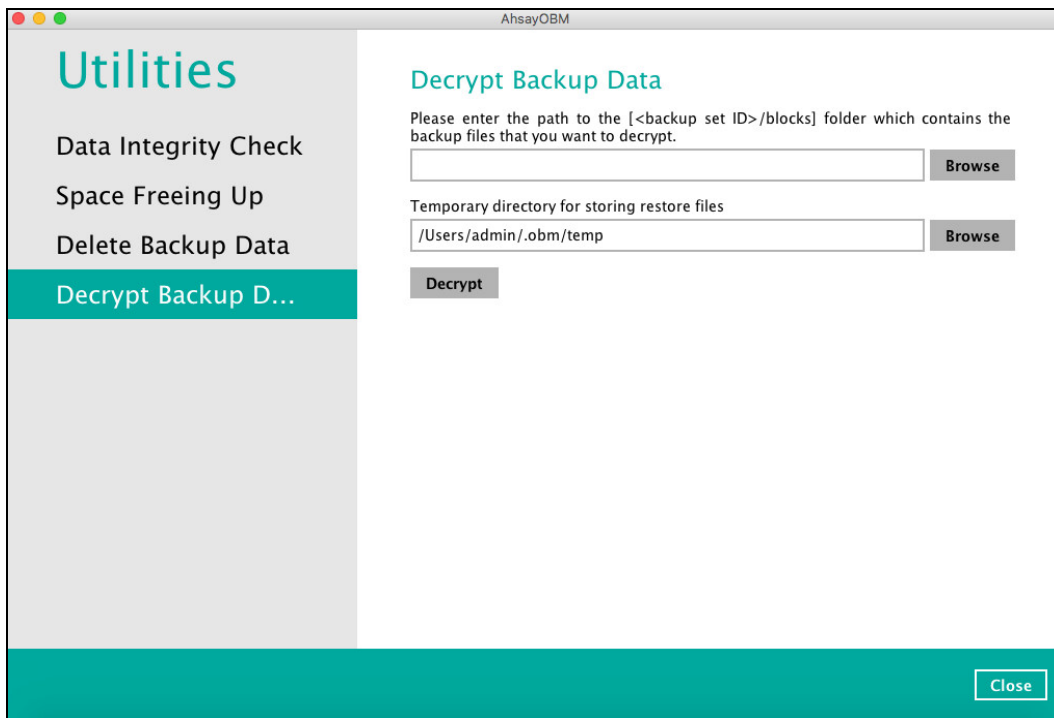 AhsayOBM
Utilities
Data Integrity Check
Space Freeing Up
Delete Backup Data
Decrypt Backup D...
Decrypt Backup Data
Please enter the path to the [<backup set ID>/blocks] folder which contains the
backup files that you want to decrypt.
Browse
Temporary directory for storing restore files
/Users/admin/.obm/temp
Browse
Decrypt
Close